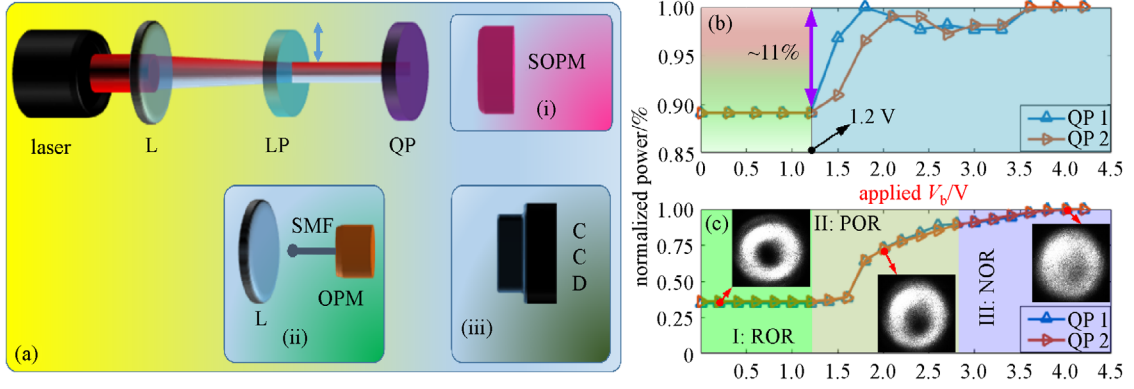 laser
L
LP
QP
SOPM
(i)
SMF
OPM
L
(ii)
C
C
D
(iii)
(a)
normalized power/%
(b)
1.00
0.95
0.90
0.85
~11%
1.2 V
QP 1
QP 2
0 0.5 1.0 1.5 2.0 2.5 3.0 3.5 4.0 4.5
applied Vb/V
(c)
1.00
0.75
0.50
0.25
0
I: ROR
II: POR
III: NOR
QP 1
QP 2
0 0.5 1.0 1.5 2.0 2.5 3.0 3.5 4.0 4.5